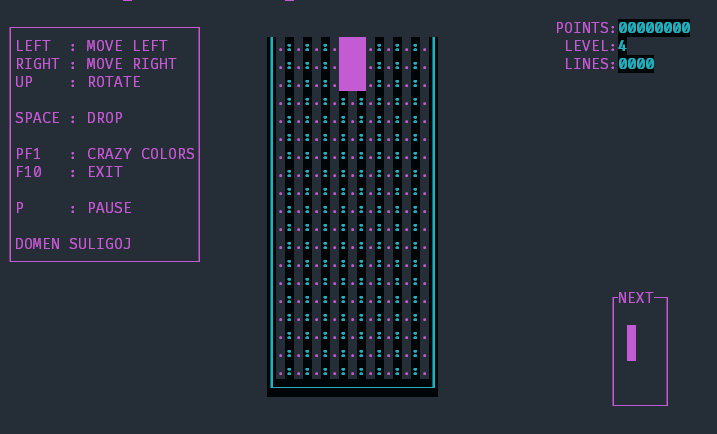 LEFT  : MOVE LEFT
RIGHT : MOVE RIGHT
UP    : ROTATE
SPACE : DROP
PF1   : CRAZY COLORS
F10   : EXIT
P     : PAUSE
DOMEN SULIGOJ
POINTS:00000000
LEVEL:4
LINES:0000
NEXT